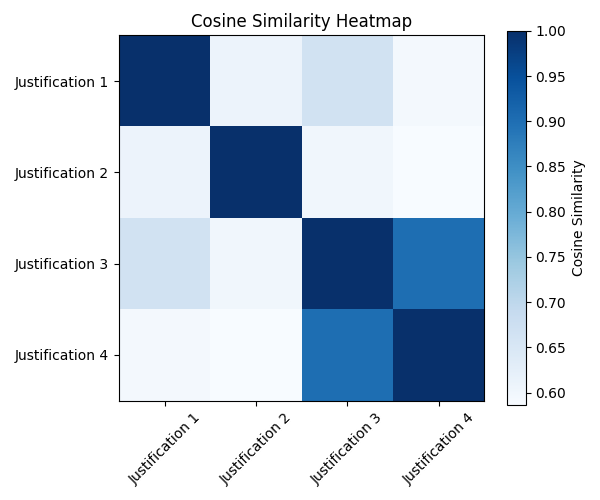 Cosine Similarity Heatmap
Justification 1
Justification 2
Justification 3
Justification 4
Justification 1
Justification 2
Justification 3
Justification 4
1.00
0.95
0.90
0.85
0.80
0.75
0.70
0.65
0.60
Cosine Similarity